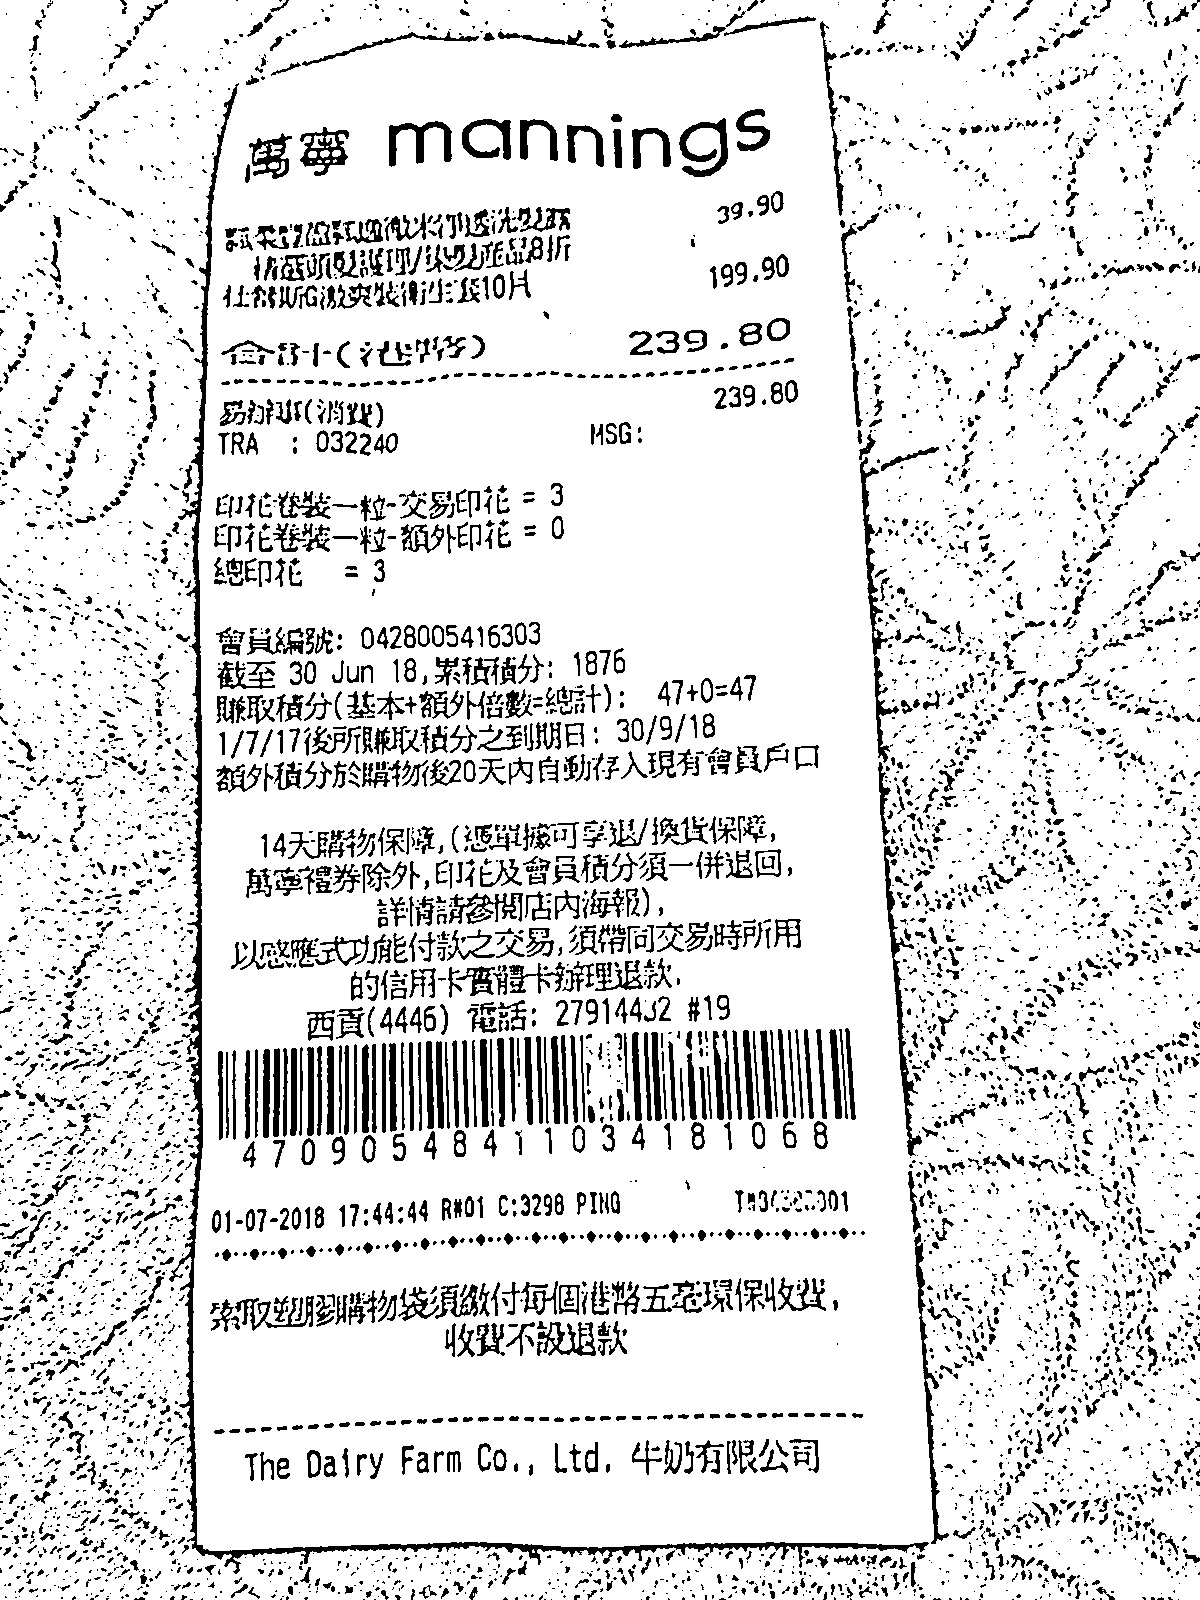 萬寧 mannings
39.90
精選頭髮護理/染髮產品8折
激爽裝衛生套10片 199.90
合計(港幣) 239.80
易辦事(消費) 239.80
TRA : 032240 MSG:
印花卷裝一粒-交易印花 = 3
印花卷裝一粒-額外印花 = 0
總印花 = 3
會員編號: 0428005416303
截至 30 Jun 18,累積積分: 1876
賺取積分(基本+額外倍數=總計): 47+0=47
1/7/17後所賺取積分之到期日: 30/9/18
額外積分於購物後20天內自動存入現有會員戶口
14天購物保障,(憑單據可享退/換貨保障,
萬寧禮券除外,印花及會員積分須一併退回,
詳情請參閱店內海報),
以感應式功能付款之交易,須帶同交易時所用
的信用卡實體卡辦理退款.
西貢(4446) 電話: 27914432 #19
47090548411034181068
01-07-2018 17:44:44 R#01 C:3298 PING
索取塑膠購物袋須繳付每個港幣五毫環保收費,
收費不設退款
The Dairy Farm Co., Ltd. 牛奶有限公司